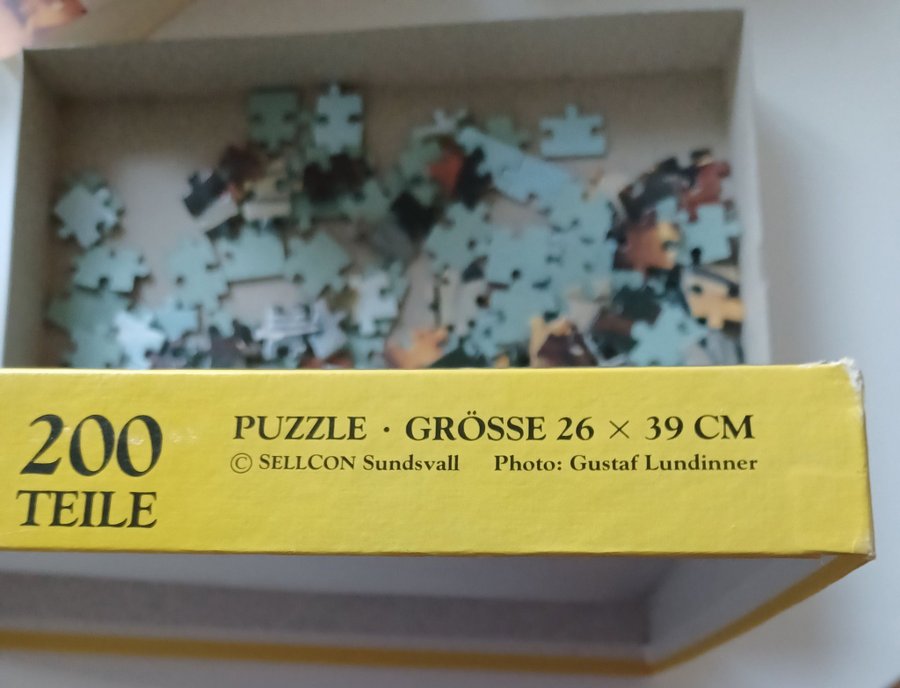 200
TEILE
PUZZLE · GRÖSSE 26 × 39 CM
© SELLCON Sundsvall Photo: Gustaf Lundinner